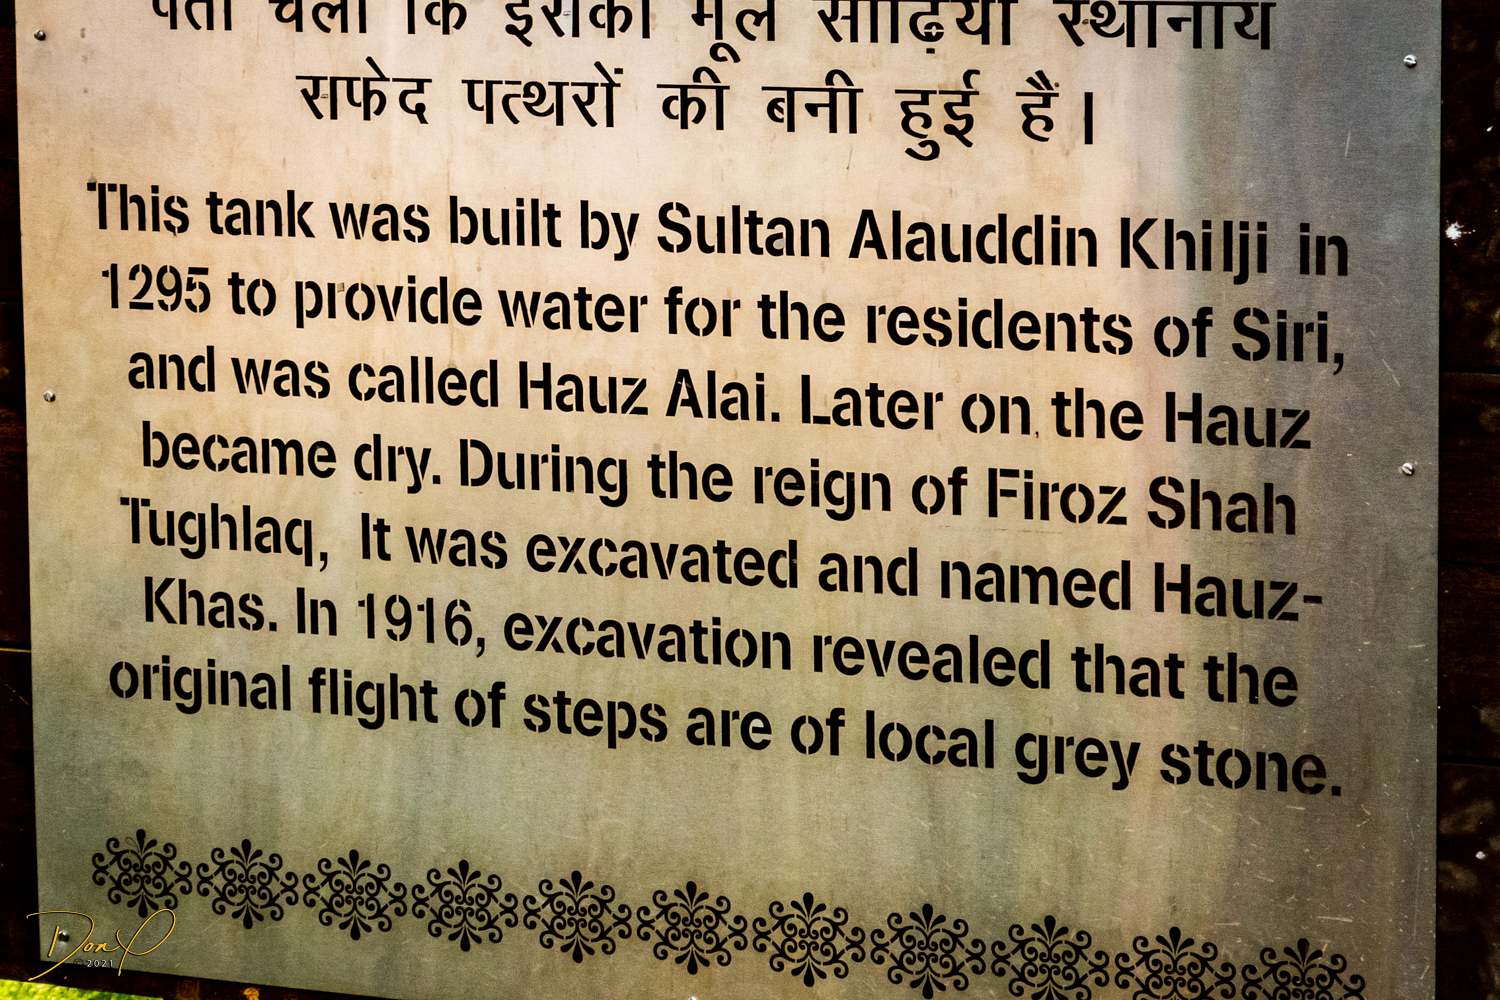 पता चला कि इसकी मूल सीढ़ियाँ स्थानीय
सफेद पत्थरों की बनी हुई हैं।
This tank was built by Sultan Alauddin Khilji in
1295 to provide water for the residents of Siri,
and was called Hauz Alai. Later on the Hauz
became dry. During the reign of Firoz Shah
Tughlaq, It was excavated and named Hauz-
Khas. In 1916, excavation revealed that the
original flight of steps are of local grey stone.
Don P
©2021